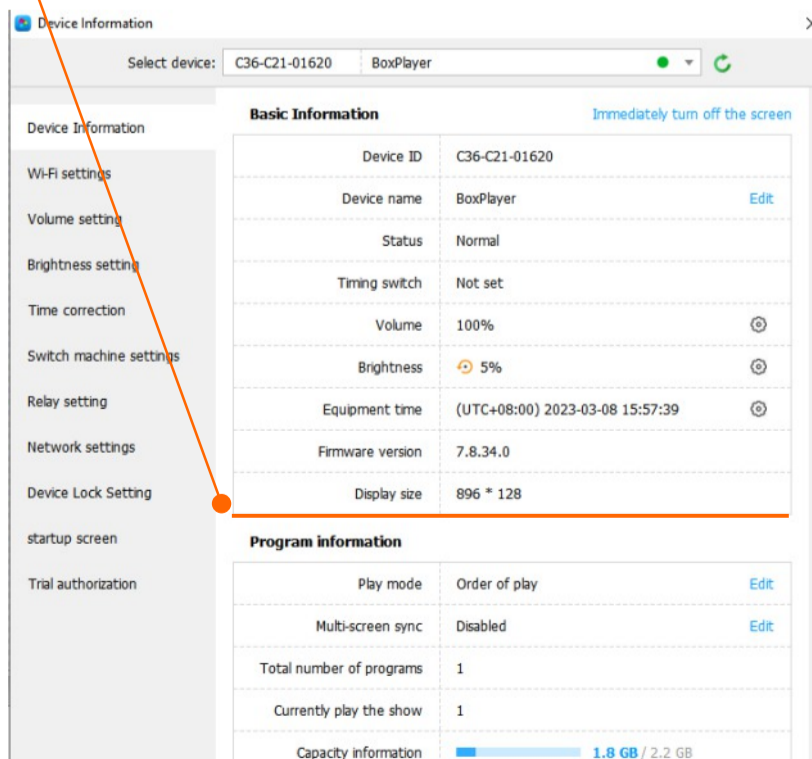 Device Information
Select device: C36-C21-01620 BoxPlayer
Device Information
Wi-Fi settings
Volume setting
Brightness setting
Time correction
Switch machine settings
Relay setting
Network settings
Device Lock Setting
startup screen
Trial authorization
Basic Information Immediately turn off the screen
Device ID C36-C21-01620
Device name BoxPlayer Edit
Status Normal
Timing switch Not set
Volume 100%
Brightness 5%
Equipment time (UTC+08:00) 2023-03-08 15:57:39
Firmware version 7.8.34.0
Display size 896 * 128
Program information
Play mode Order of play Edit
Multi-screen sync Disabled Edit
Total number of programs 1
Currently play the show 1
Capacity information 1.8 GB / 2.2 GB